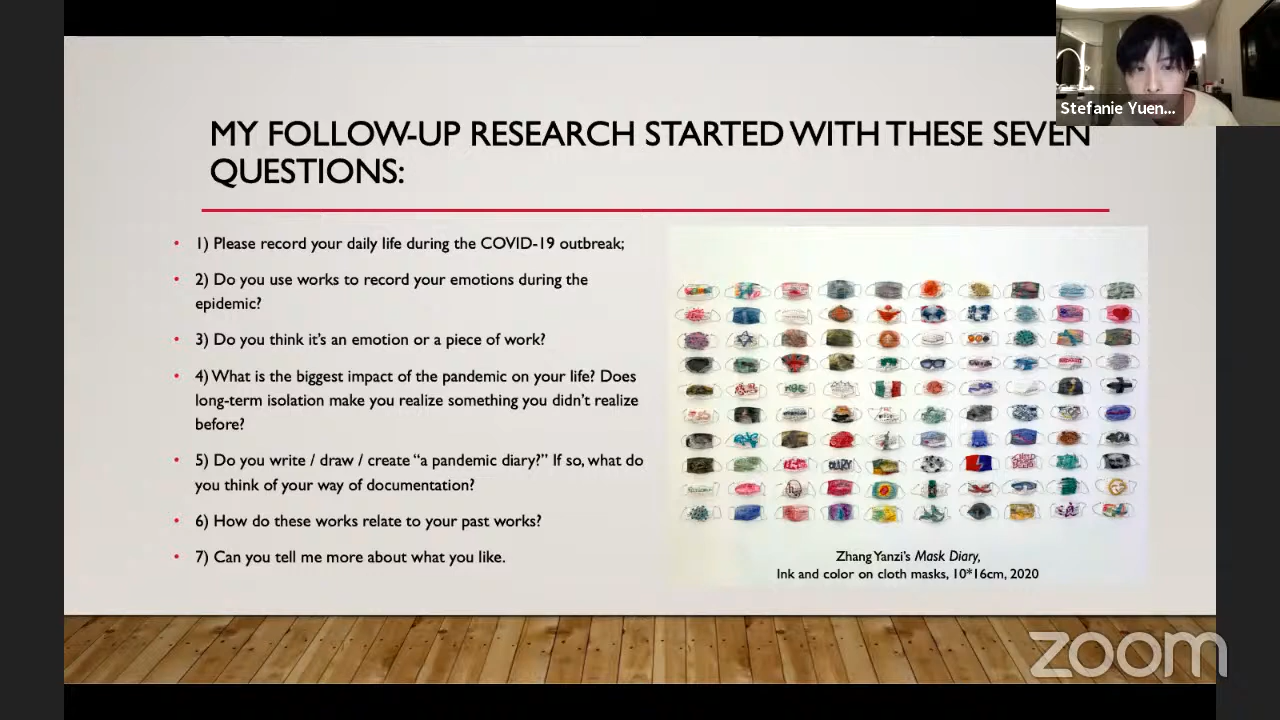 Stefanie Yuen...
MY FOLLOW-UP RESEARCH STARTED WITH THESE SEVEN
QUESTIONS:
• 1) Please record your daily life during the COVID-19 outbreak;
• 2) Do you use works to record your emotions during the
epidemic?
• 3) Do you think it's an emotion or a piece of work?
• 4) What is the biggest impact of the pandemic on your life? Does
long-term isolation make you realize something you didn't realize
before?
• 5) Do you write / draw / create “a pandemic diary?” If so, what do
you think of your way of documentation?
• 6) How do these works relate to your past works?
• 7) Can you tell me more about what you like.
Zhang Yanzi's Mask Diary,
Ink and color on cloth masks, 10*16cm, 2020
zoom